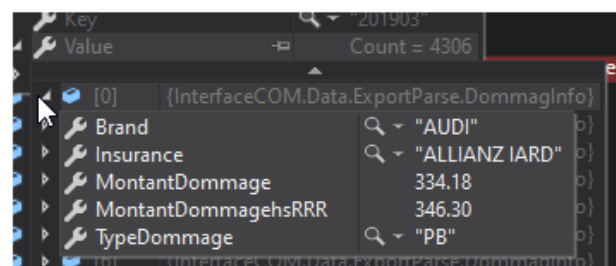 Key "201903"
Value Count = 4306
[0] {InterfaceCOM.Data.ExportParse.DommagInfo}
Brand "AUDI"
Insurance "ALLIANZ IARD"
MontantDommage 334.18
MontantDommagehsRRR 346.30
TypeDommage "PB"